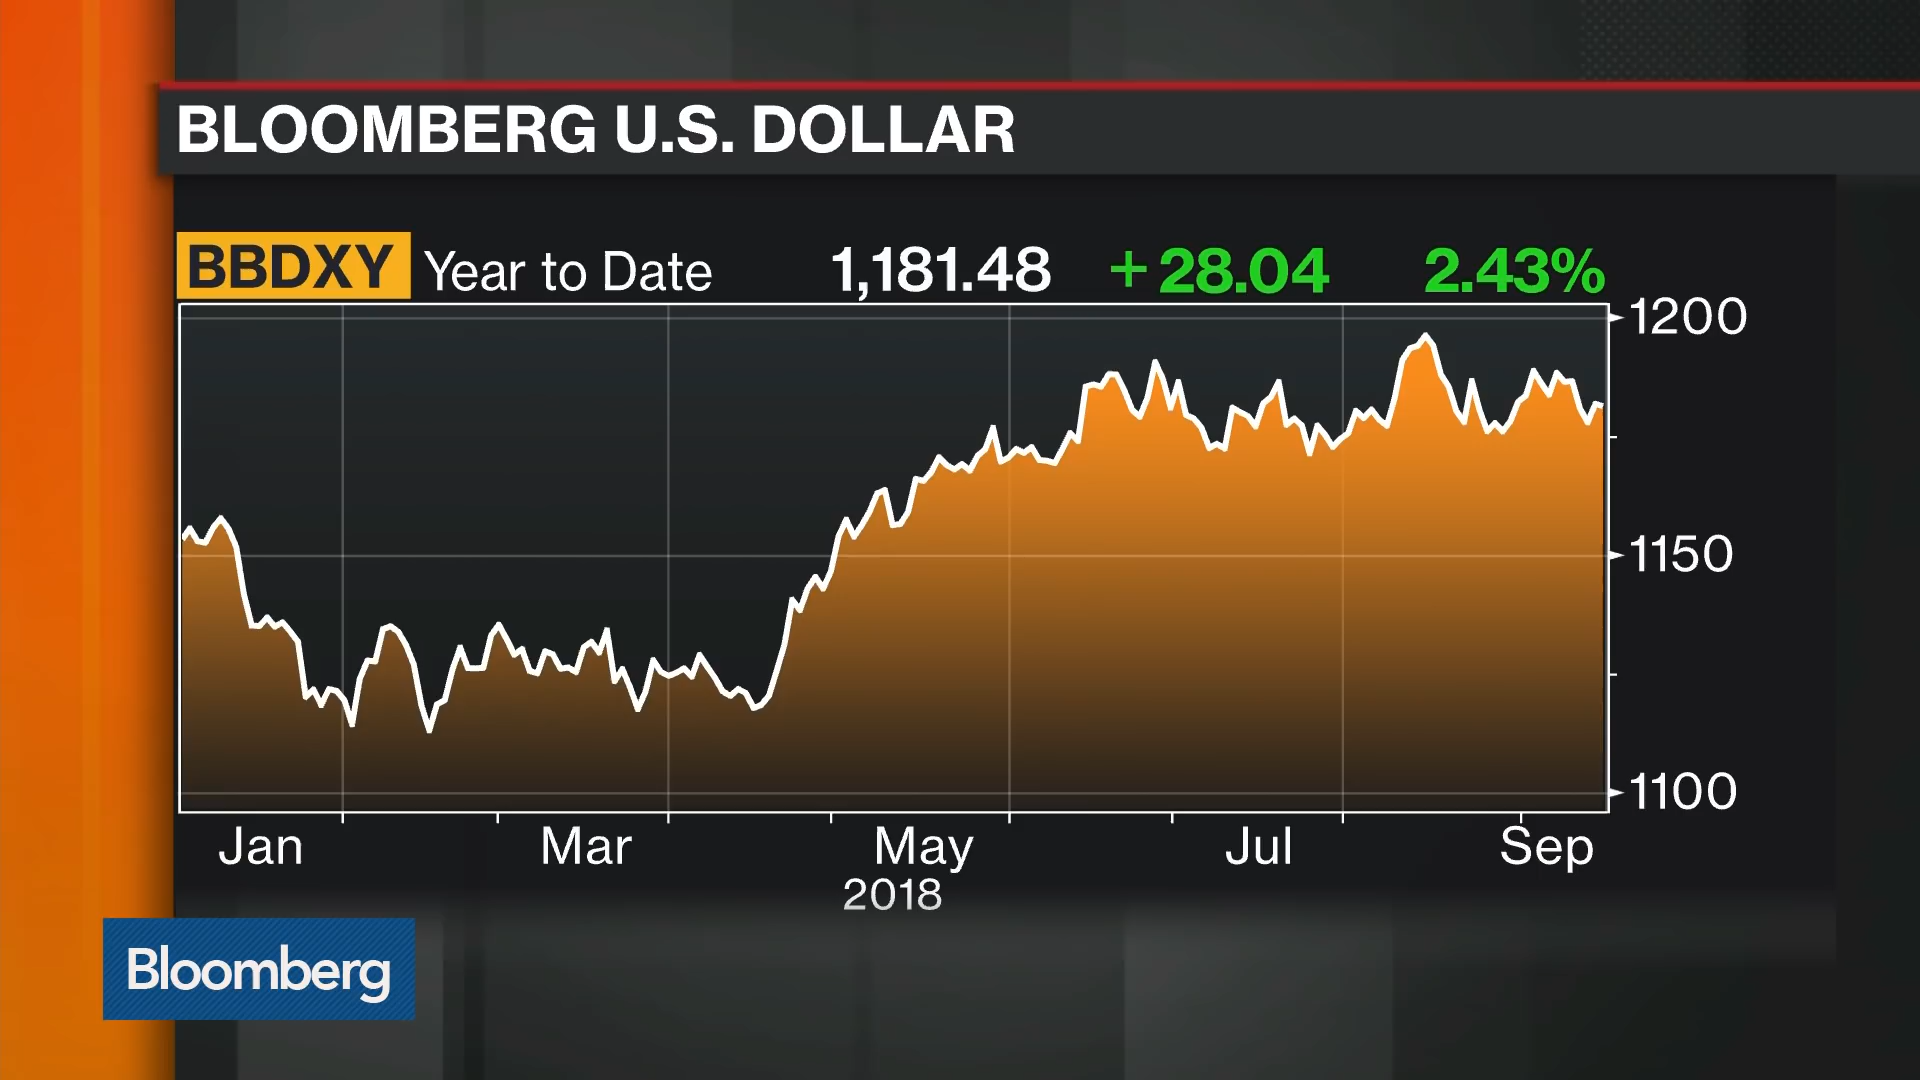 BLOOMBERG U.S. DOLLAR
BBDXY Year to Date 1,181.48 +28.04 2.43%
1200
1150
1100
Jan Mar May Jul Sep
2018
Bloomberg